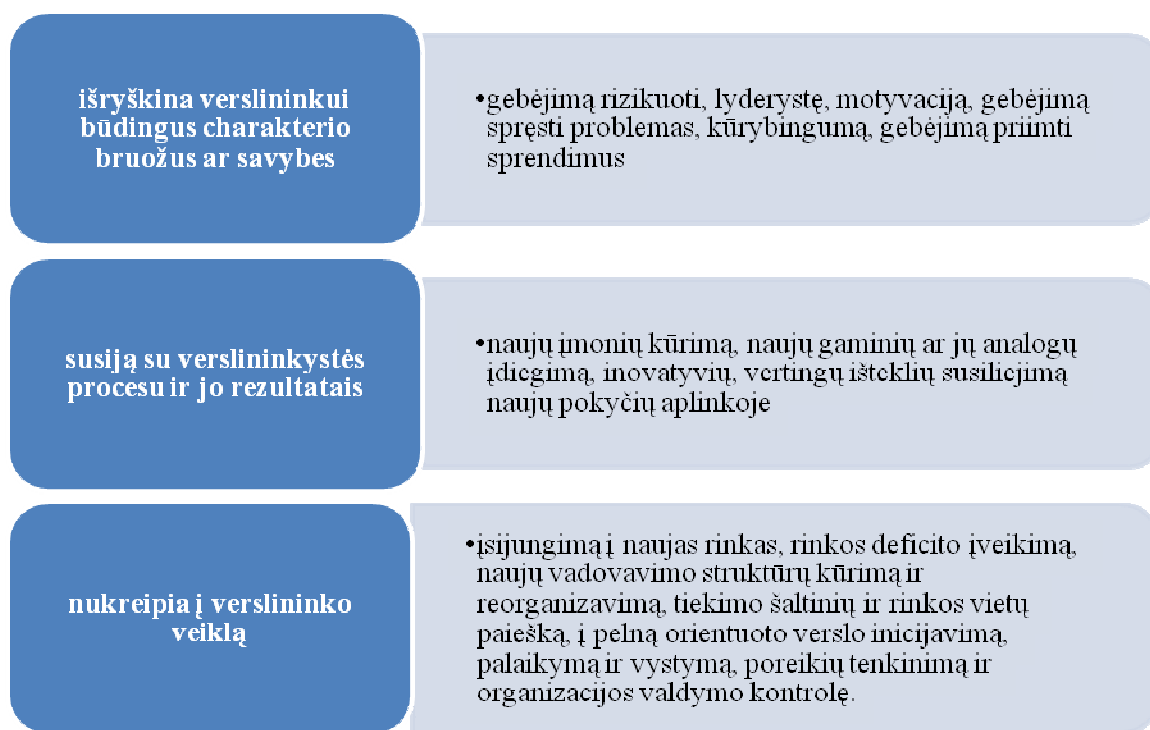 išryškina verslininkui
būdingus charakterio
bruožus ar savybes
•gebėjimą rizikuoti, lyderystę, motyvaciją, gebėjimą
spręsti problemas, kūrybingumą, gebėjimą priimti
sprendimus
susiją su verslininkystės
procesu ir jo rezultatais
•naujų įmonių kūrimą, naujų gaminių ar jų analogų
įdiegimą, inovatyvių, vertingų išteklių susiliejimą
naujų pokyčių aplinkoje
nukreipia į verslininko
veiklą
•įsijungimą į naujas rinkas, rinkos deficito įveikimą,
naujų vadovavimo struktūrų kūrimą ir
reorganizavimą, tiekimo šaltinių ir rinkos vietų
paiešką, į pelną orientuoto verslo inicijavimą,
palaikymą ir vystymą, poreikių tenkinimą ir
organizacijos valdymo kontrolę.